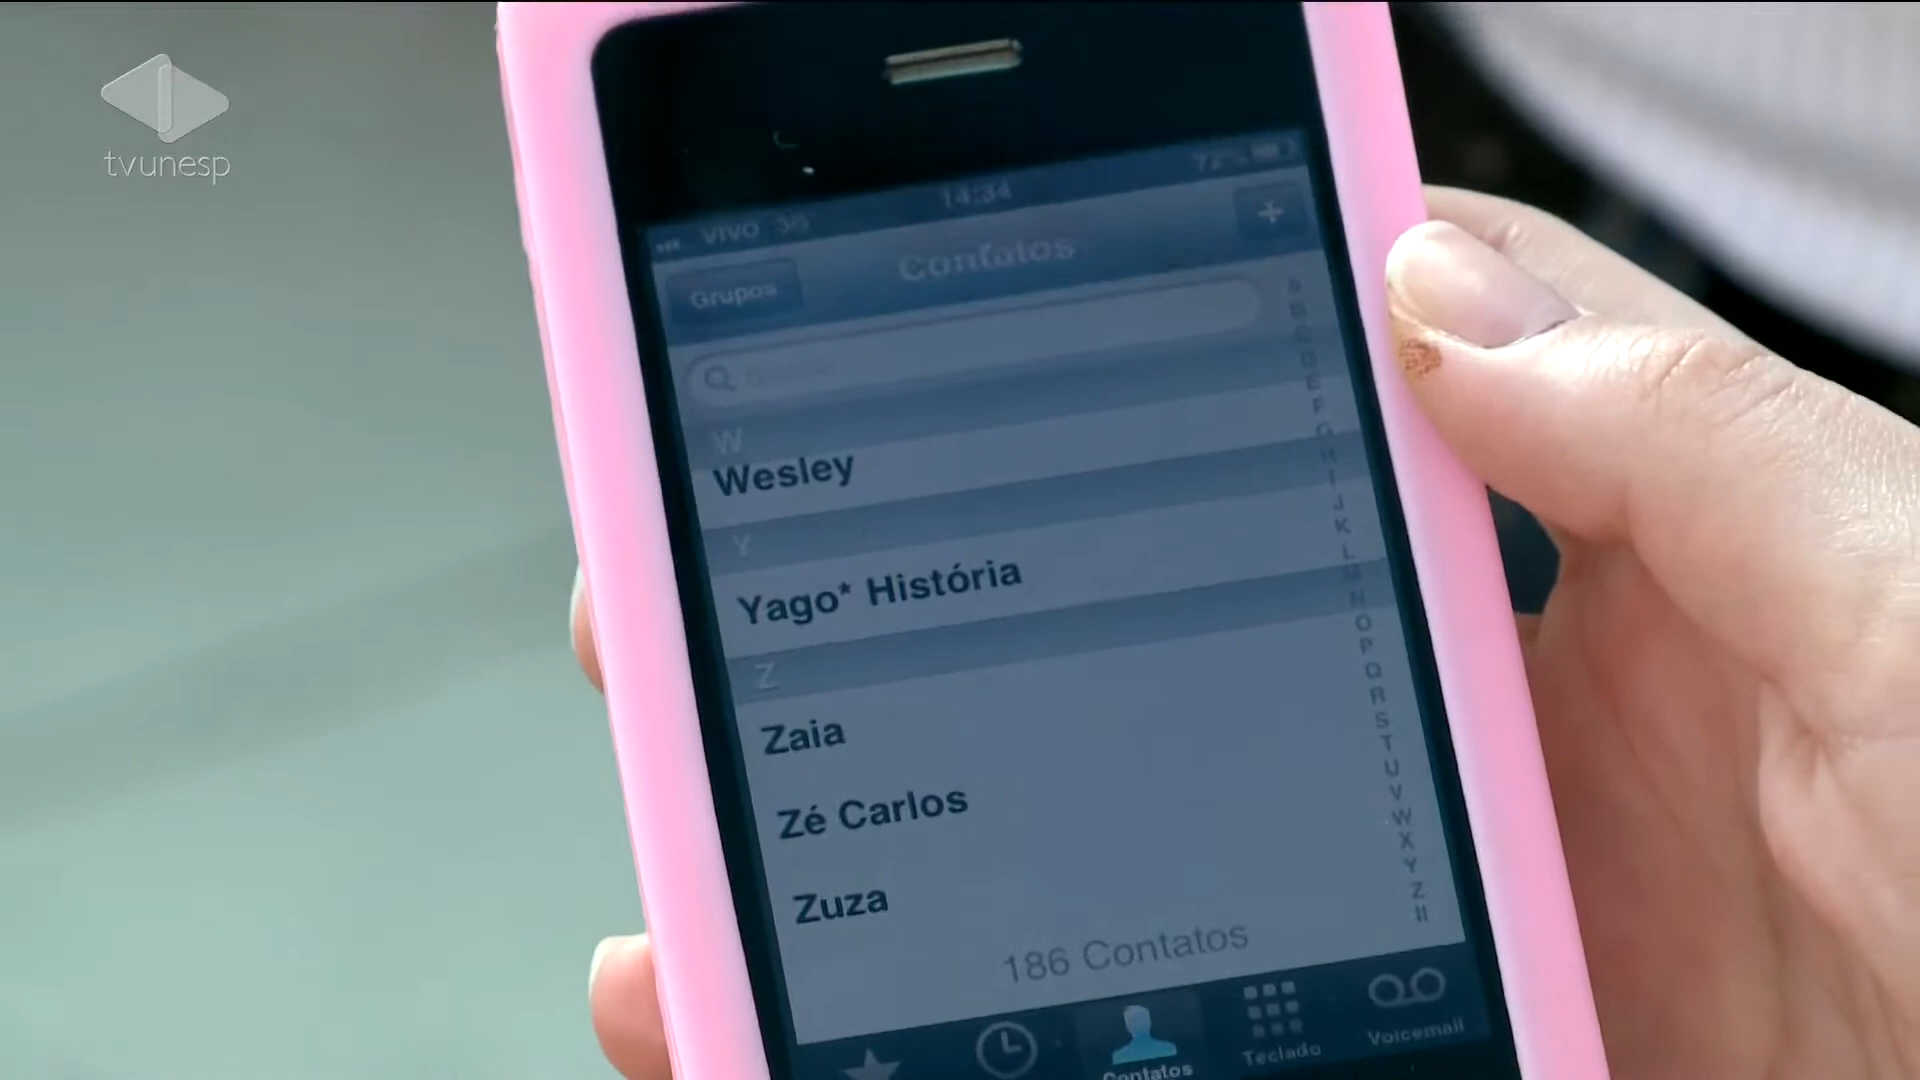 tvunesp
VIVO 3G
14:34
72%
Grupos
Contatos
+
W
Wesley
Y
Yago* História
Z
Zaia
Zé Carlos
Zuza
186 Contatos
A
B
C
D
E
F
G
H
I
J
K
L
M
N
O
P
Q
R
S
T
U
V
W
X
Y
Z
#
Contatos
Teclado
Voicemail